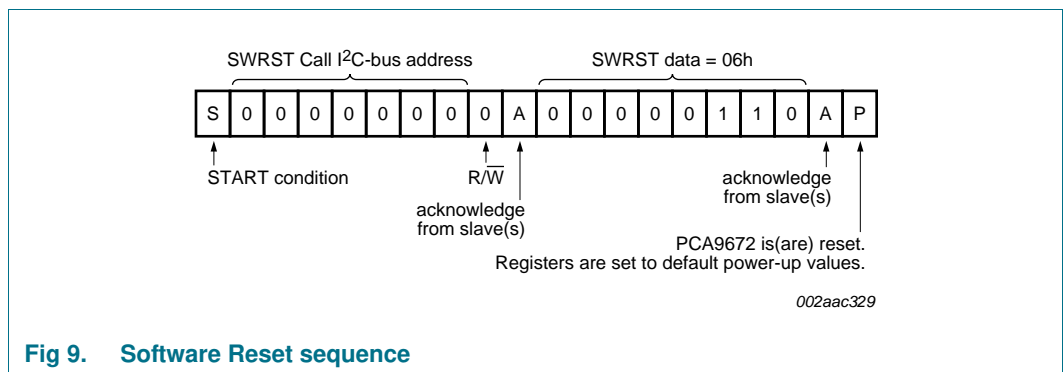 SWRST Call I2C-bus address SWRST data = 06h
S 0 0 0 0 0 0 0 0 A 0 0 0 0 0 1 1 0 A P
START condition R/W acknowledge
from slave(s)
acknowledge
from slave(s)
PCA9672 is(are) reset.
Registers are set to default power-up values.
002aac329
Fig 9. Software Reset sequence